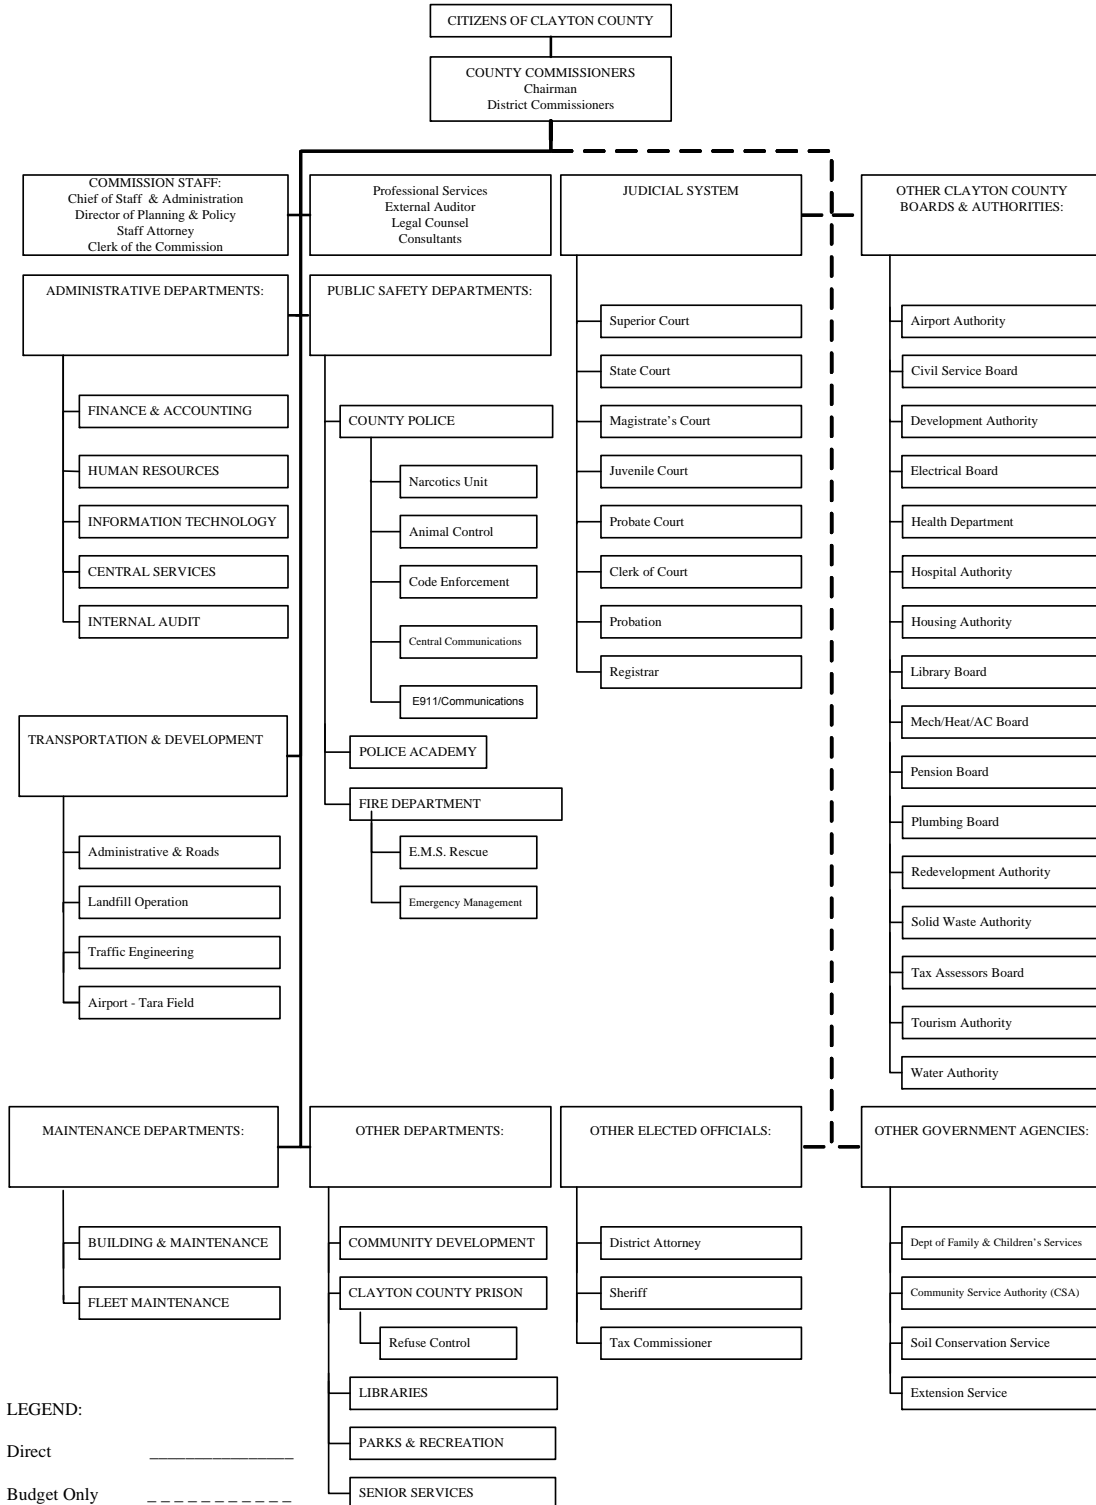 CITIZENS OF CLAYTON COUNTY
COUNTY COMMISSIONERS
Chairman
District Commissioners
COMMISSION STAFF:
Chief of Staff & Administration
Director of Planning & Policy
Staff Attorney
Clerk of the Commission
Professional Services
External Auditor
Legal Counsel
Consultants
JUDICIAL SYSTEM
OTHER CLAYTON COUNTY
BOARDS & AUTHORITIES:
ADMINISTRATIVE DEPARTMENTS:
FINANCE & ACCOUNTING
HUMAN RESOURCES
INFORMATION TECHNOLOGY
CENTRAL SERVICES
INTERNAL AUDIT
PUBLIC SAFETY DEPARTMENTS:
COUNTY POLICE
Narcotics Unit
Animal Control
Code Enforcement
Central Communications
E911/Communications
POLICE ACADEMY
FIRE DEPARTMENT
E.M.S. Rescue
Emergency Management
Superior Court
State Court
Magistrate's Court
Juvenile Court
Probate Court
Clerk of Court
Probation
Registrar
Airport Authority
Civil Service Board
Development Authority
Electrical Board
Health Department
Hospital Authority
Housing Authority
Library Board
Mech/Heat/AC Board
Pension Board
Plumbing Board
Redevelopment Authority
Solid Waste Authority
Tax Assessors Board
Tourism Authority
Water Authority
TRANSPORTATION & DEVELOPMENT
Administrative & Roads
Landfill Operation
Traffic Engineering
Airport - Tara Field
MAINTENANCE DEPARTMENTS:
BUILDING & MAINTENANCE
FLEET MAINTENANCE
OTHER DEPARTMENTS:
COMMUNITY DEVELOPMENT
CLAYTON COUNTY PRISON
Refuse Control
LIBRARIES
PARKS & RECREATION
SENIOR SERVICES
OTHER ELECTED OFFICIALS:
District Attorney
Sheriff
Tax Commissioner
OTHER GOVERNMENT AGENCIES:
Dept of Family & Children's Services
Community Service Authority (CSA)
Soil Conservation Service
Extension Service
LEGEND:
Direct
Budget Only